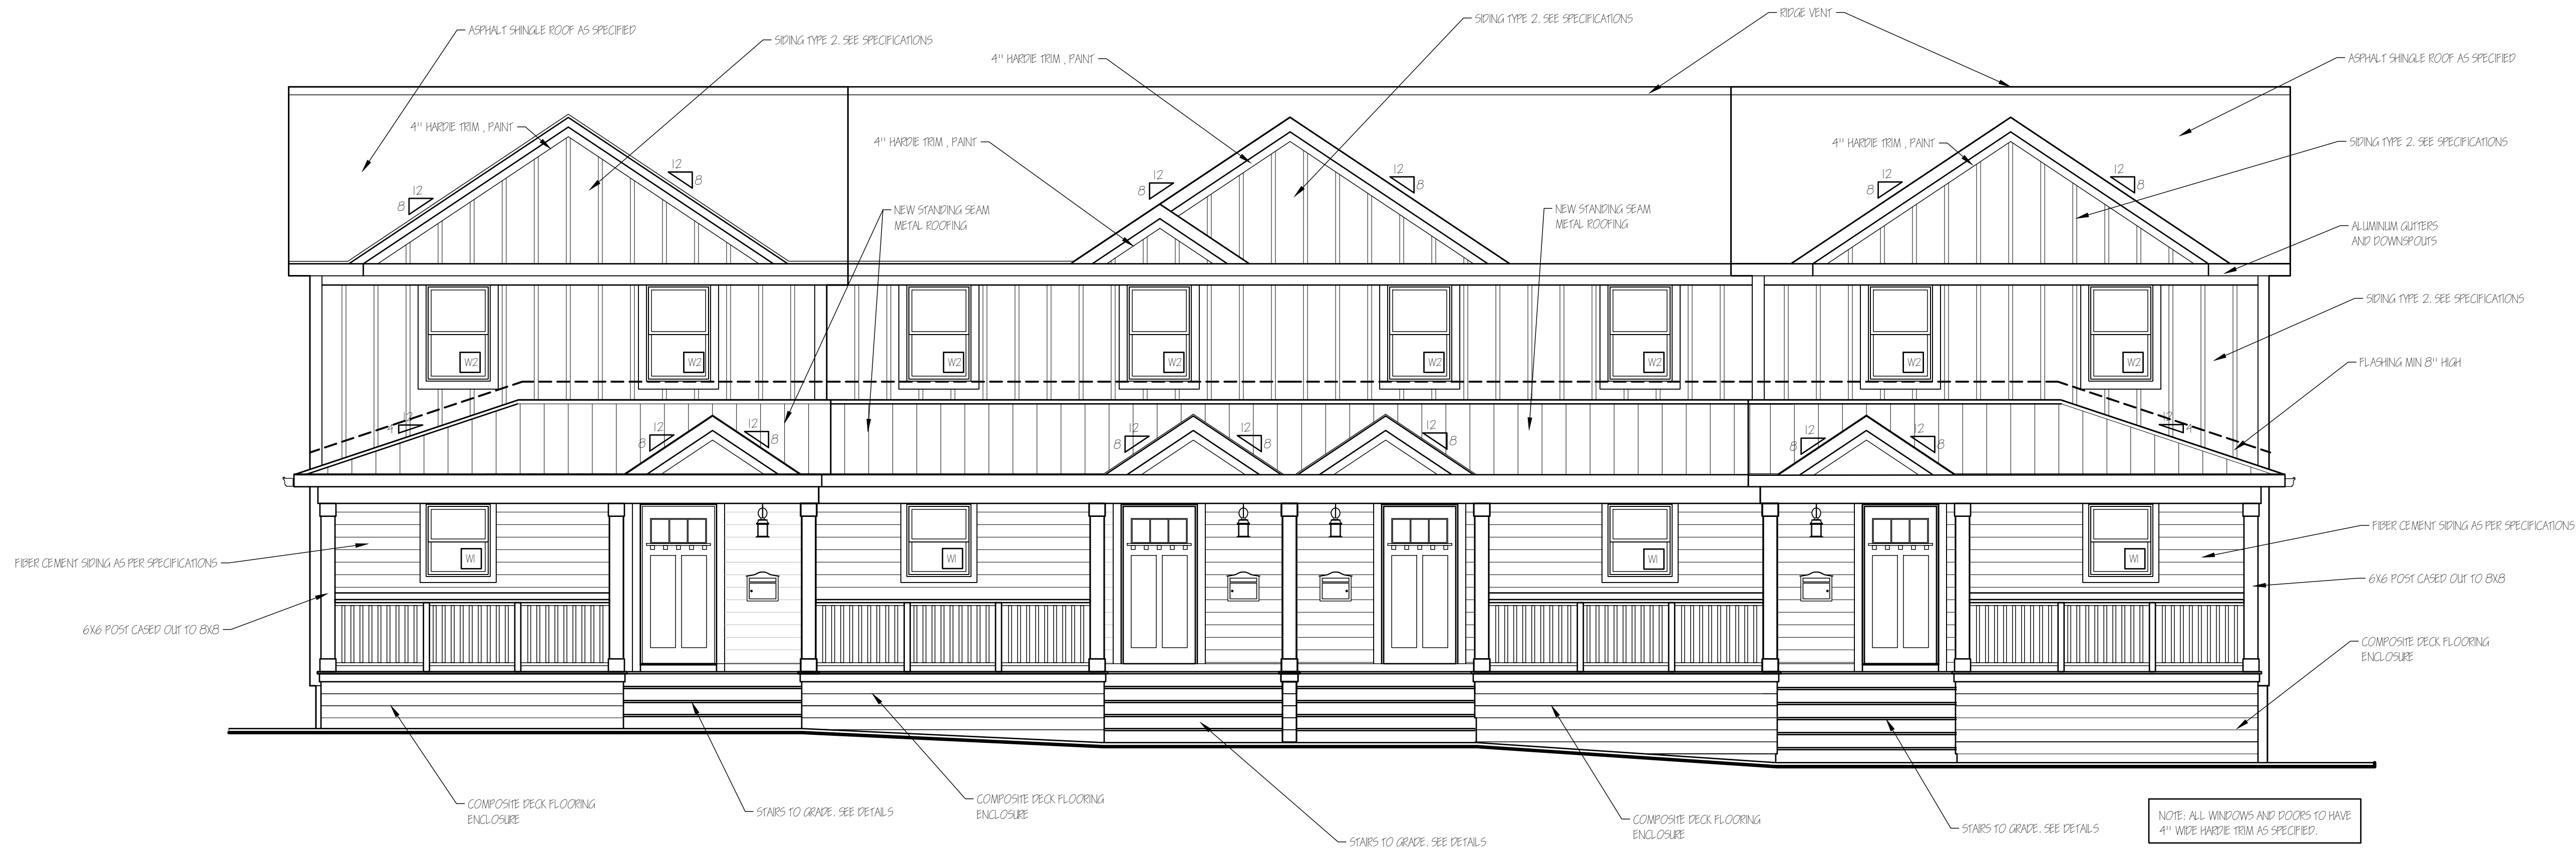 RIDGE VENT
SIDING TYPE 2. SEE SPECIFICATIONS
ASPHALT SHINGLE ROOF AS SPECIFIED
SIDING TYPE 2. SEE SPECIFICATIONS
4" HARDIE TRIM , PAINT
ASPHALT SHINGLE ROOF AS SPECIFIED
4" HARDIE TRIM , PAINT
4" HARDIE TRIM , PAINT
4" HARDIE TRIM , PAINT
SIDING TYPE 2. SEE SPECIFICATIONS
12
8
12
8
12
8
12
8
12
8
12
8
NEW STANDING SEAM
METAL ROOFING
NEW STANDING SEAM
METAL ROOFING
ALUMINUM GUTTERS
AND DOWNSPOUTS
SIDING TYPE 2. SEE SPECIFICATIONS
W2
W2
W2
W2
W2
W2
W2
W2
FLASHING MIN 8" HIGH
12
4
12
8
12
8
12
8
12
8
12
8
12
8
12
8
12
4
FIBER CEMENT SIDING AS PER SPECIFICATIONS
W1
W1
W1
W1
FIBER CEMENT SIDING AS PER SPECIFICATIONS
6X6 POST CASED OUT TO 8X8
6X6 POST CASED OUT TO 8X8
COMPOSITE DECK FLOORING
ENCLOSURE
COMPOSITE DECK FLOORING
ENCLOSURE
STAIRS TO GRADE. SEE DETAILS
COMPOSITE DECK FLOORING
ENCLOSURE
STAIRS TO GRADE. SEE DETAILS
COMPOSITE DECK FLOORING
ENCLOSURE
STAIRS TO GRADE. SEE DETAILS
NOTE: ALL WINDOWS AND DOORS TO HAVE
4" WIDE HARDIE TRIM AS SPECIFIED.